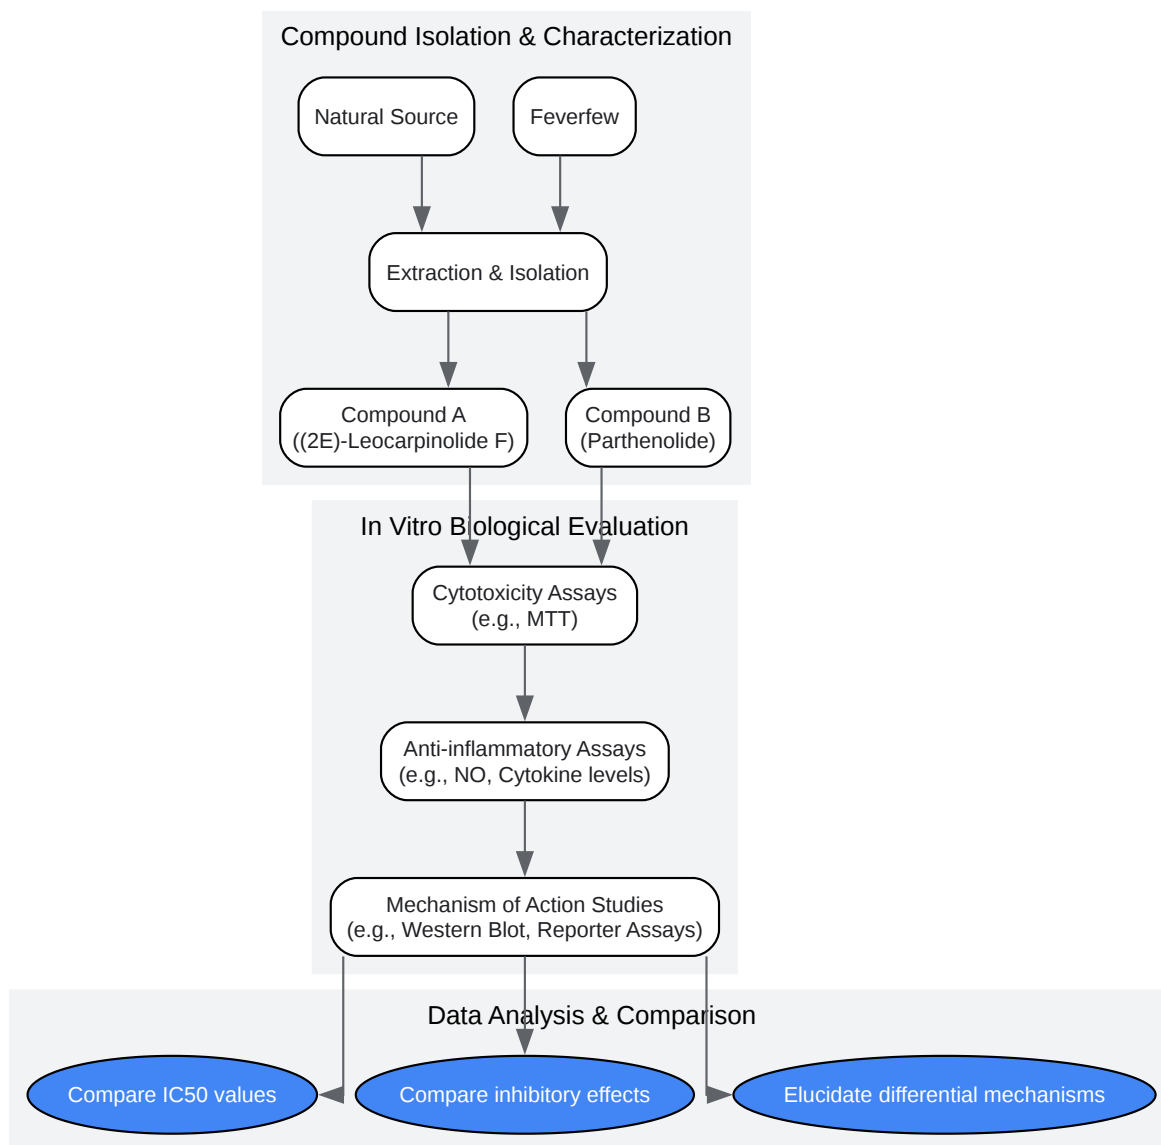 Compound Isolation & Characterization
Natural Source
Feverfew
Extraction & Isolation
Compound A
((2E)-Leocarpinolide F)
Compound B
(Parthenolide)
In Vitro Biological Evaluation
Cytotoxicity Assays
(e.g., MTT)
Anti-inflammatory Assays
(e.g., NO, Cytokine levels)
Mechanism of Action Studies
(e.g., Western Blot, Reporter Assays)
Data Analysis & Comparison
Compare IC50 values
Compare inhibitory effects
Elucidate differential mechanisms